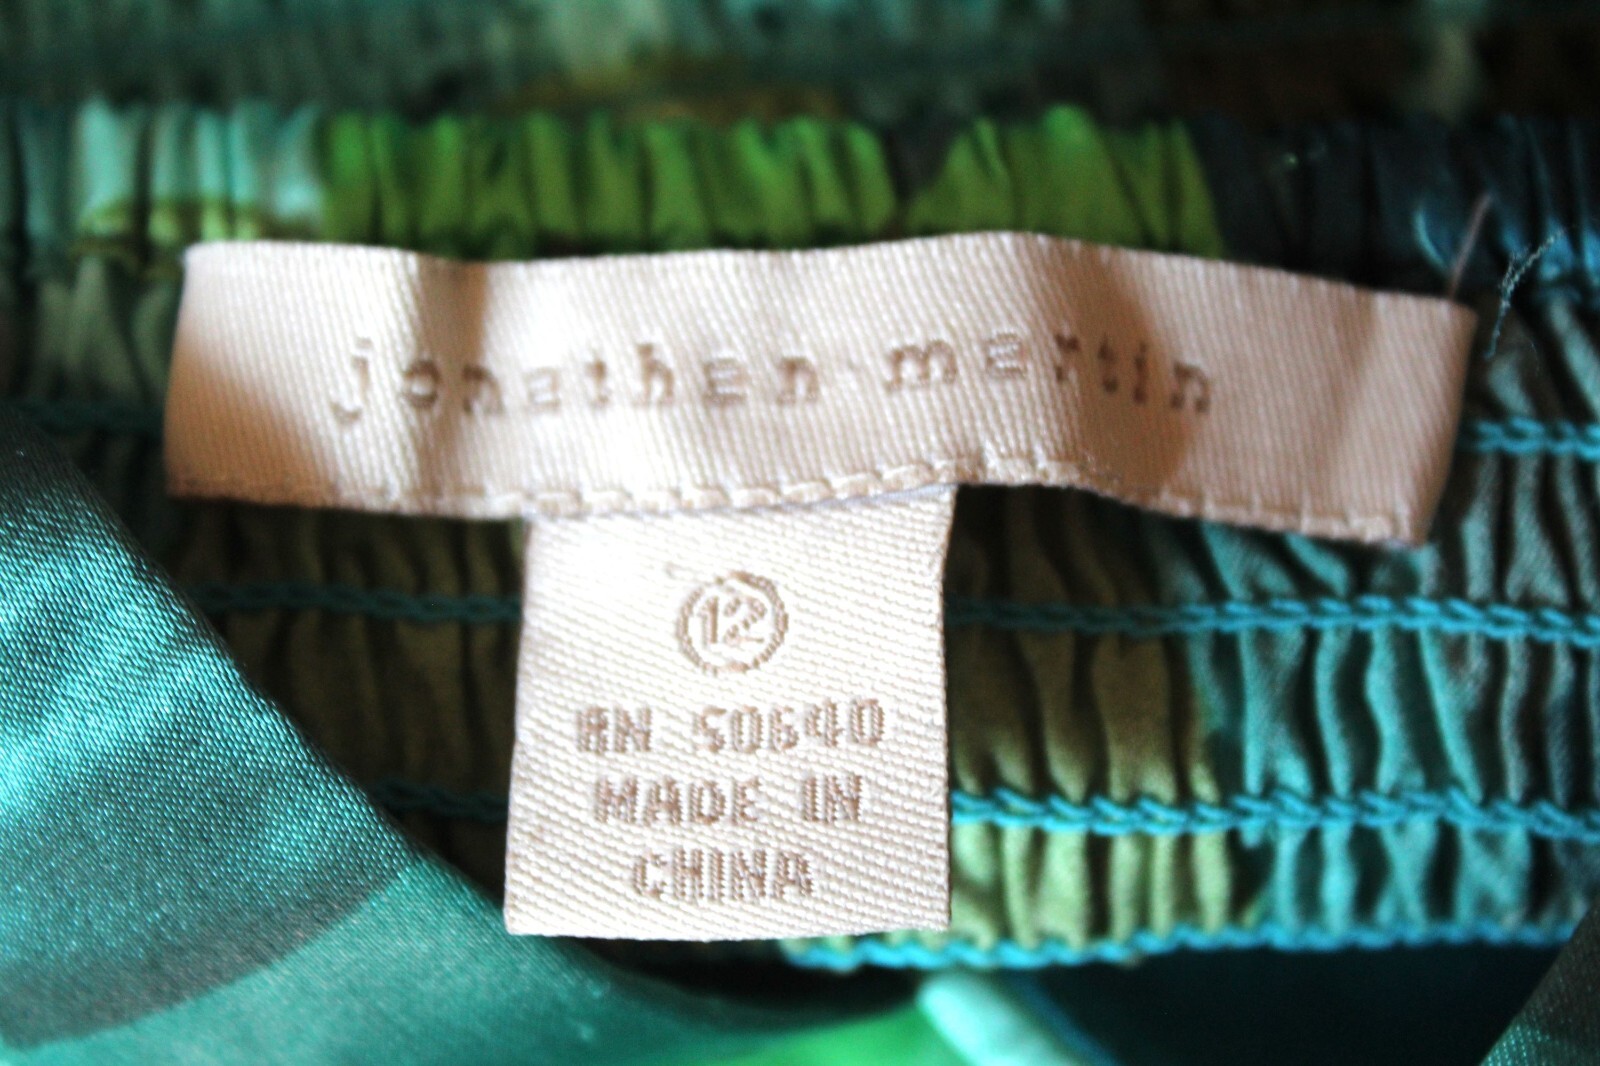 jonathan martin
12
RN 50640
MADE IN
CHINA